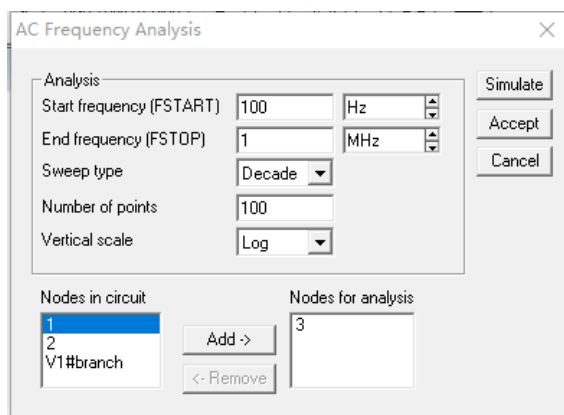 AC Frequency Analysis
Analysis
Start frequency (FSTART) 100 Hz
End frequency (FSTOP) 1 MHz
Sweep type Decade
Number of points 100
Vertical scale Log
Simulate
Accept
Cancel
Nodes in circuit
1
2
V1#branch
Add ->
<- Remove
Nodes for analysis
3